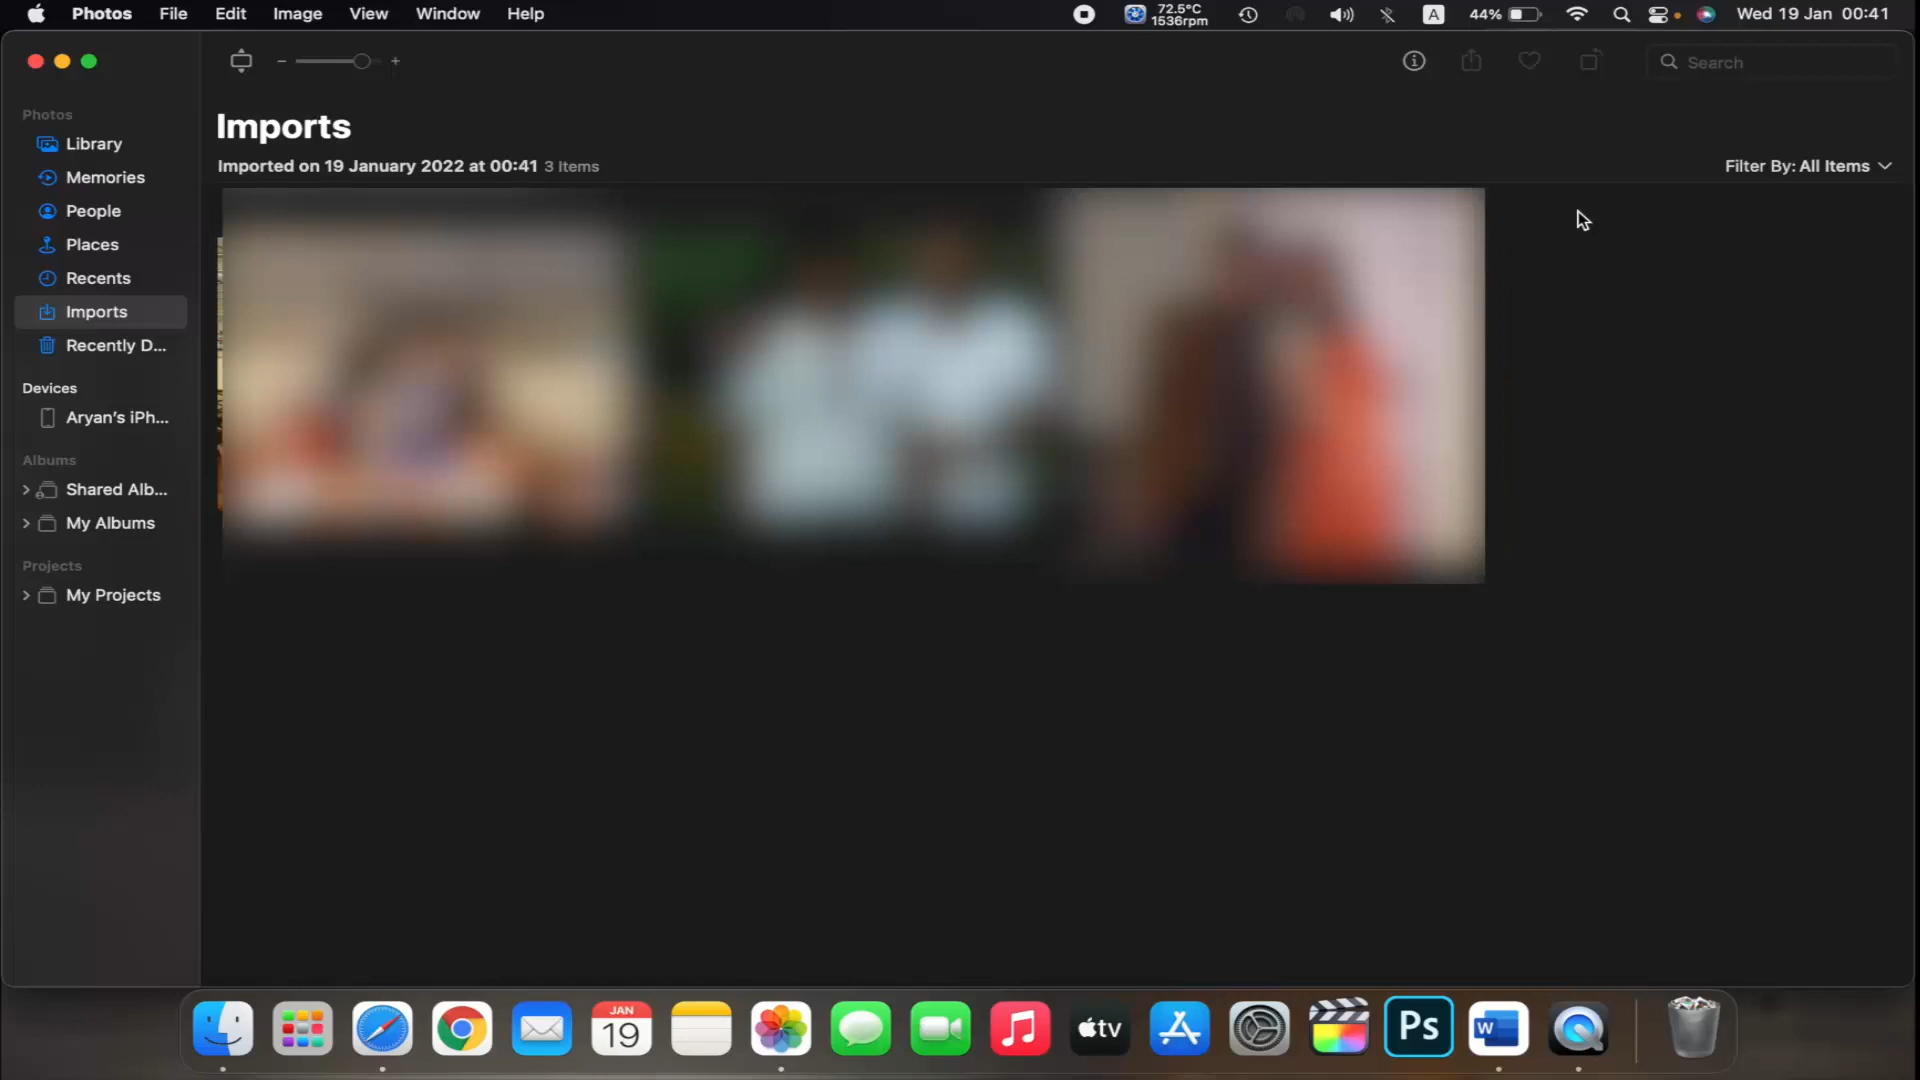 Photos File Edit Image View Window Help 72.5°C 1536rpm A 44% Wed 19 Jan 00:41
Search
Photos
Library
Memories
People
Places
Recents
Imports
Recently D...
Devices
Aryan's iPh...
Albums
Shared Alb...
My Albums
Projects
My Projects
Imports
Imported on 19 January 2022 at 00:41 3 Items
Filter By: All Items
JAN
19
tv
Ps
W